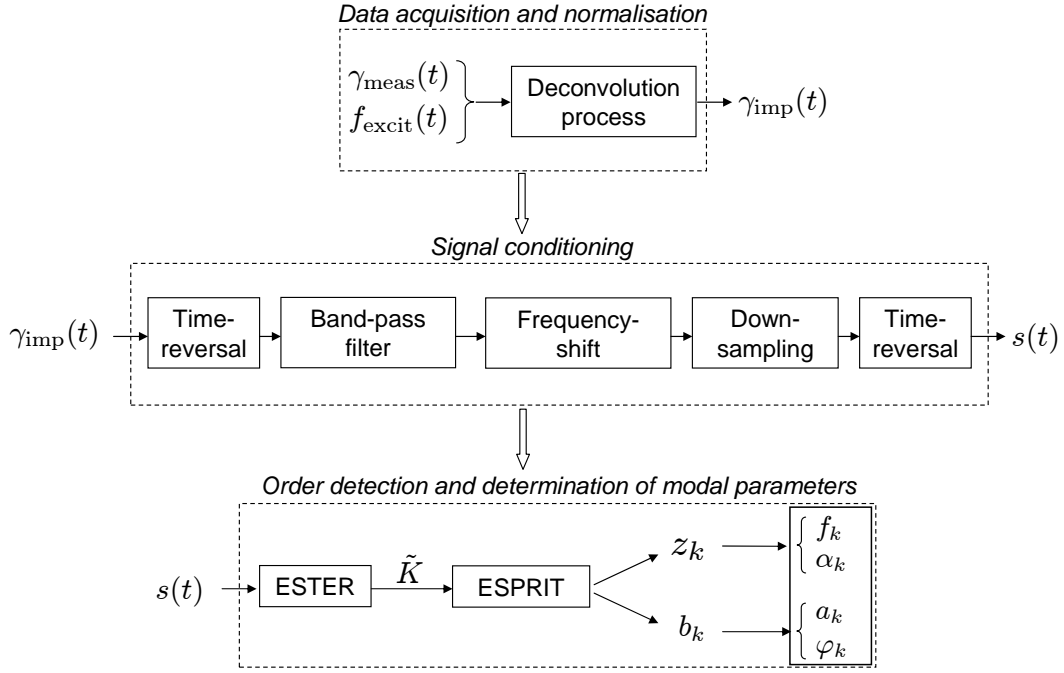 Data acquisition and normalisation
γmeas(t)
fexcit(t)
Deconvolution
process
γimp(t)
Signal conditioning
γimp(t)
Time-
reversal
Band-pass
filter
Frequency-
shift
Down-
sampling
Time-
reversal
s(t)
Order detection and determination of modal parameters
s(t)
ESTER
K̃
ESPRIT
zk
bk
fk
αk
ak
φk